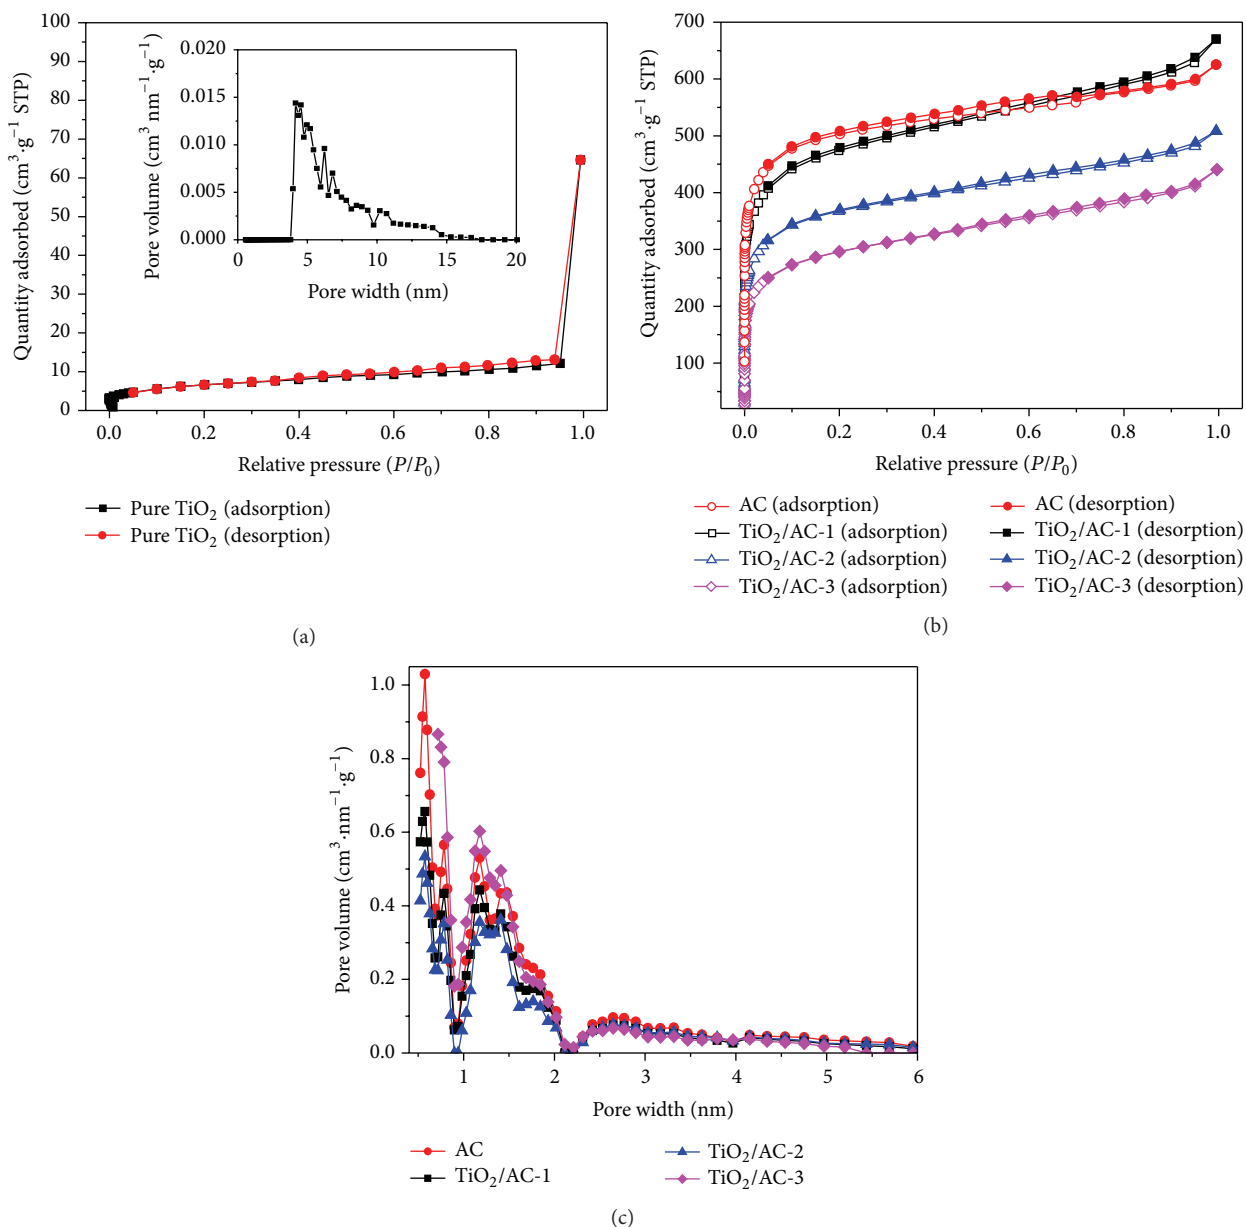 100
90
80
70
60
50
40
30
20
10
0
Quantity adsorbed (cm³·g⁻¹ STP)
0.0 0.2 0.4 0.6 0.8 1.0
Relative pressure (P/P₀)
0.020
0.015
0.010
0.005
0.000
Pore volume (cm³ nm⁻¹·g⁻¹)
0 5 10 15 20
Pore width (nm)
Pure TiO₂ (adsorption)
Pure TiO₂ (desorption)
(a)
700
600
500
400
300
200
100
Quantity adsorbed (cm³·g⁻¹ STP)
0.0 0.2 0.4 0.6 0.8 1.0
Relative pressure (P/P₀)
AC (adsorption) AC (desorption)
TiO₂/AC-1 (adsorption) TiO₂/AC-1 (desorption)
TiO₂/AC-2 (adsorption) TiO₂/AC-2 (desorption)
TiO₂/AC-3 (adsorption) TiO₂/AC-3 (desorption)
(b)
1.0
0.8
0.6
0.4
0.2
0.0
Pore volume (cm³·nm⁻¹·g⁻¹)
1 2 3 4 5 6
Pore width (nm)
AC TiO₂/AC-2
TiO₂/AC-1 TiO₂/AC-3
(c)